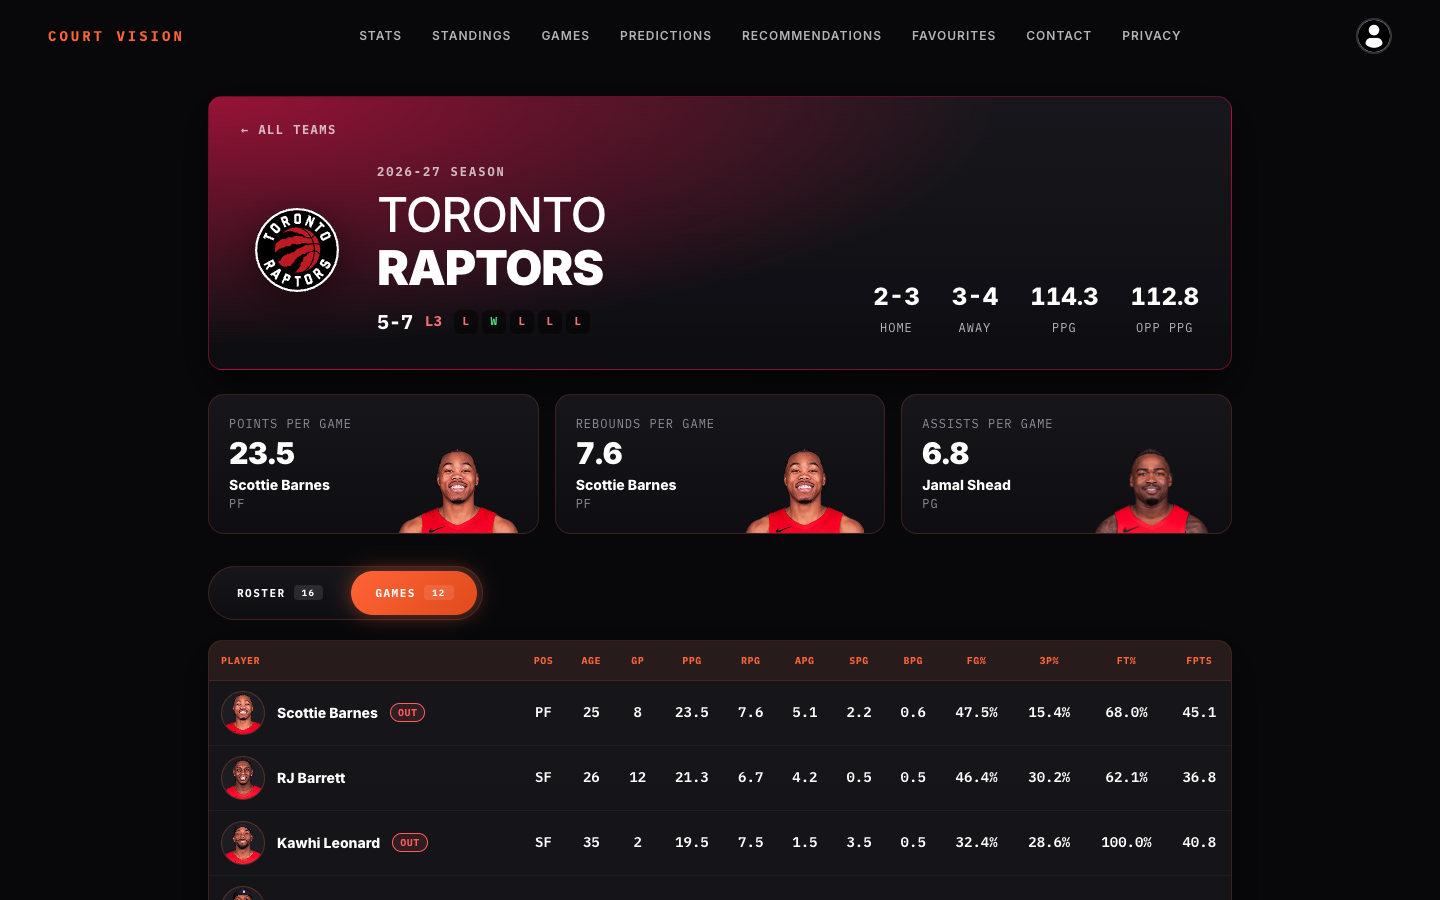 COURT VISION
STATS STANDINGS GAMES PREDICTIONS RECOMMENDATIONS FAVOURITES CONTACT PRIVACY
← ALL TEAMS
2026-27 SEASON
TORONTO
RAPTORS
TORONTO
RAPTORS
5-7 L3 L W L L L
2-3 3-4 114.3 112.8
HOME AWAY PPG OPP PPG
POINTS PER GAME
23.5
Scottie Barnes
PF
REBOUNDS PER GAME
7.6
Scottie Barnes
PF
ASSISTS PER GAME
6.8
Jamal Shead
PG
ROSTER 16 GAMES 12
PLAYER POS AGE GP PPG RPG APG SPG BPG FG% 3P% FT% FPTS
Scottie Barnes OUT PF 25 8 23.5 7.6 5.1 2.2 0.6 47.5% 15.4% 68.0% 45.1
RJ Barrett SF 26 12 21.3 6.7 4.2 0.5 0.5 46.4% 30.2% 62.1% 36.8
Kawhi Leonard OUT SF 35 2 19.5 7.5 1.5 3.5 0.5 32.4% 28.6% 100.0% 40.8